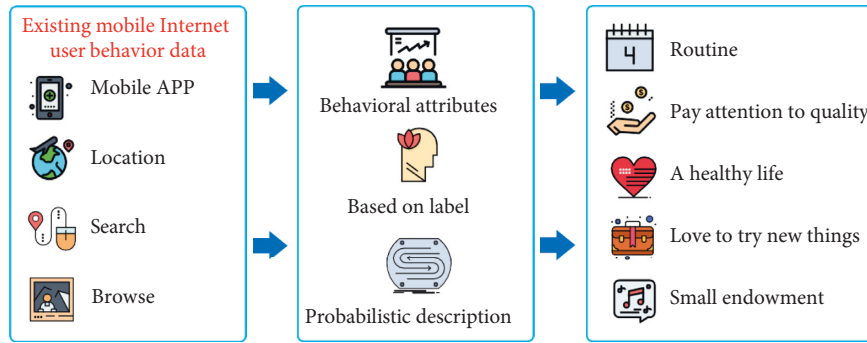 Existing mobile Internet
user behavior data
Mobile APP
Location
Search
Browse
Behavioral attributes
Based on label
Probabilistic description
4
Routine
Pay attention to quality
A healthy life
Love to try new things
Small endowment